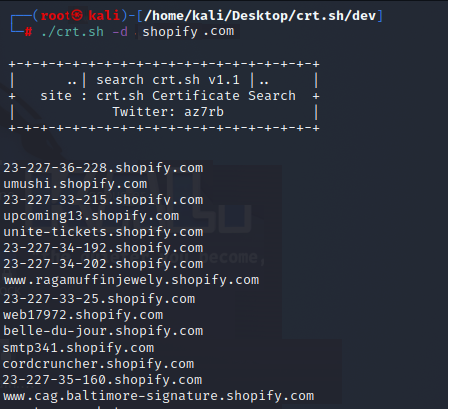 ┌──(root㉿kali)-[/home/kali/Desktop/crt.sh/dev]
└─# ./crt.sh -d shopify.com
+-+-+-+-+-+-+-+-+-+-+-+-+-+-+-+-+-+-+-+
| ..| search crt.sh v1.1 |.. |
+ site : crt.sh Certificate Search +
| Twitter: az7rb |
+-+-+-+-+-+-+-+-+-+-+-+-+-+-+-+-+-+-+-+
23-227-36-228.shopify.com
umushi.shopify.com
23-227-33-215.shopify.com
upcoming13.shopify.com
unite-tickets.shopify.com
23-227-34-192.shopify.com
23-227-34-202.shopify.com
www.ragamuffinjewely.shopify.com
23-227-33-25.shopify.com
web17972.shopify.com
belle-du-jour.shopify.com
smtp341.shopify.com
cordcruncher.shopify.com
23-227-35-160.shopify.com
www.cag.baltimore-signature.shopify.com